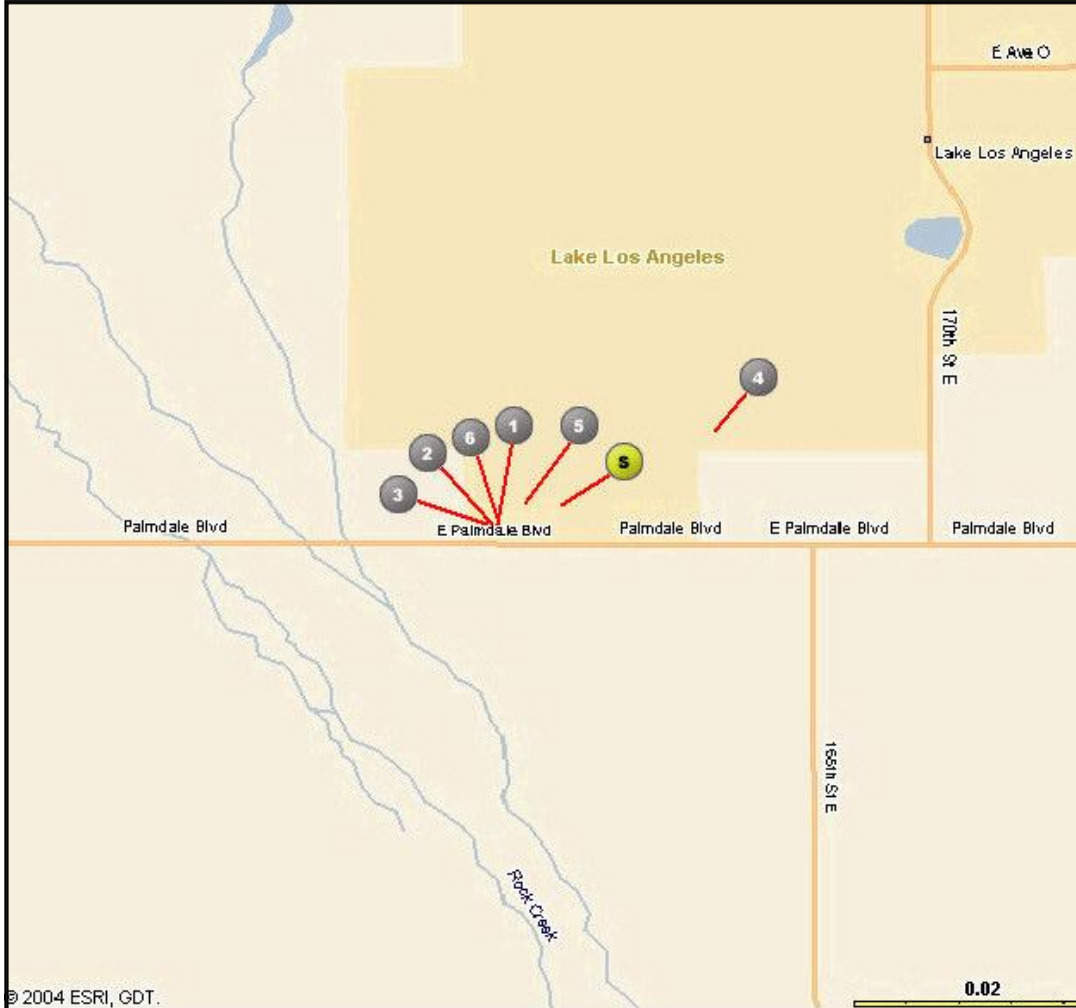 E Ave O
Lake Los Angeles
Lake Los Angeles
170th St E
4
1
5
6
2
S
3
Palmdale Blvd
E Palmdale Blvd
Palmdale Blvd
E Palmdale Blvd
Palmdale Blvd
165th St E
Rock Creek
© 2004 ESRI, GDT.
0.02